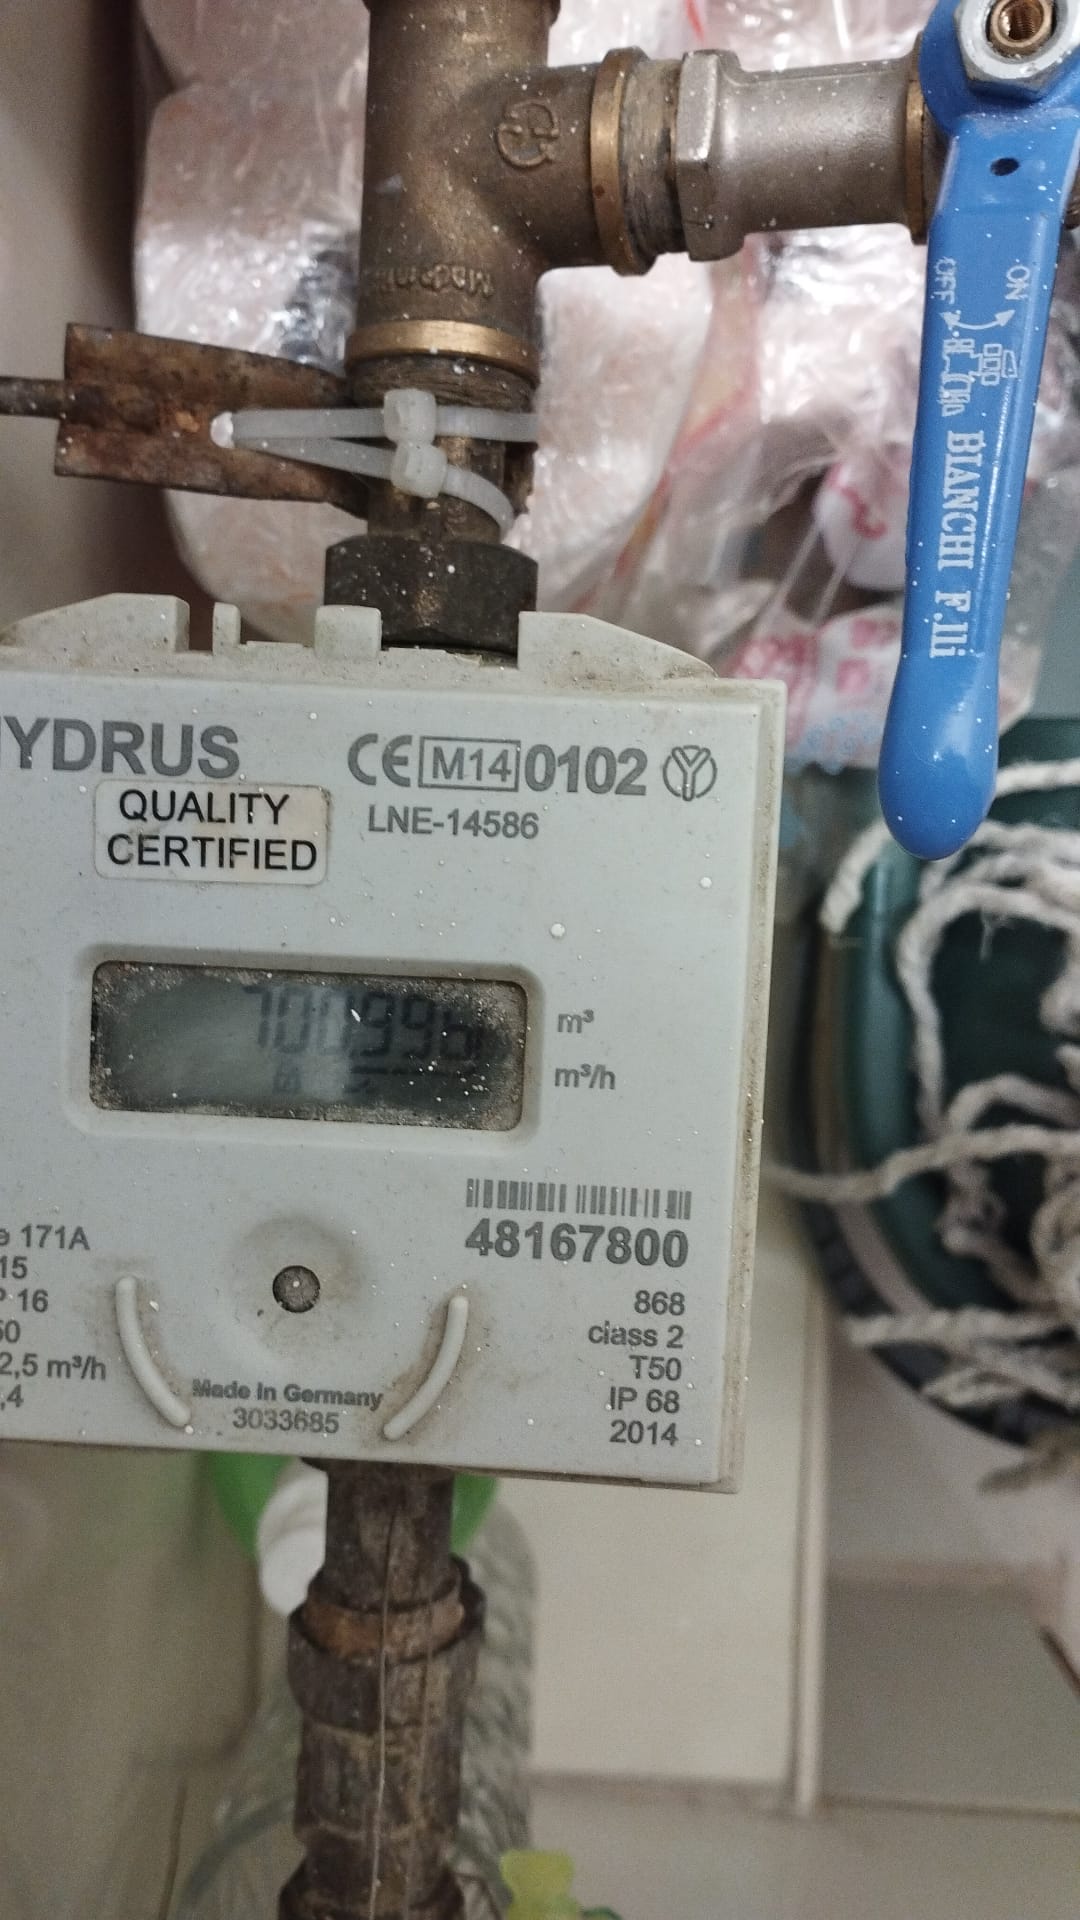 OFF ON
BIANCHI F.lli
HYDRUS
CE M14 0102
QUALITY
CERTIFIED
LNE-14586
m³
m³/h
48167800
171A
15
16
868
class 2
2,5 m³/h
T50
IP 68
Made In Germany
3033685
2014